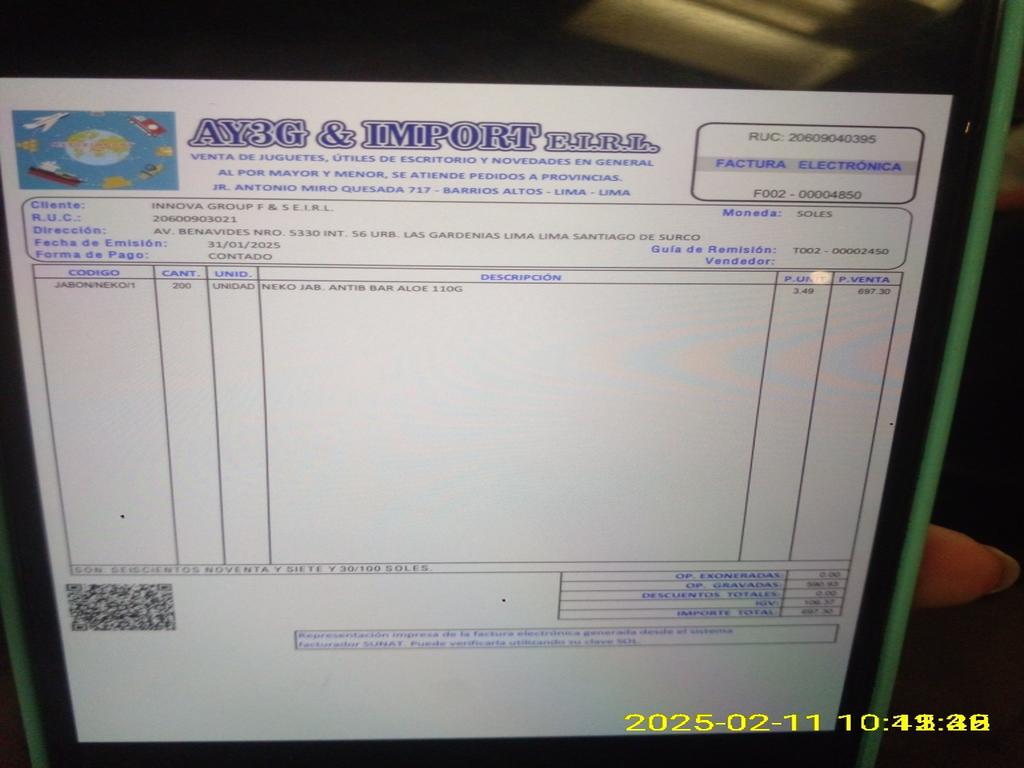 AY3G & IMPORT E.I.R.L.
VENTA DE JUGUETES, ÚTILES DE ESCRITORIO Y NOVEDADES EN GENERAL
AL POR MAYOR Y MENOR, SE ATIENDE PEDIDOS A PROVINCIAS.
JR. ANTONIO MIRO QUESADA 717 - BARRIOS ALTOS - LIMA - LIMA
RUC: 20609040395
FACTURA ELECTRÓNICA
F002 - 00004850
Cliente: INNOVA GROUP F & S E.I.R.L.
Moneda: SOLES
R.U.C.: 20600903021
Dirección: AV. BENAVIDES NRO. 5330 INT. 56 URB. LAS GARDENIAS LIMA LIMA SANTIAGO DE SURCO
Fecha de Emisión: 31/01/2025
Guía de Remisión: T002 - 00002450
Forma de Pago: CONTADO
Vendedor:
CODIGO CANT. UNID. DESCRIPCIÓN P.UNIT P.VENTA
JABON/NEKO/1 200 UNIDAD NEKO JAB. ANTIB BAR ALOE 110G 3.49 697.30
SON: SEISCIENTOS NOVENTA Y SIETE Y 30/100 SOLES.
OP. EXONERADAS: 0.00
OP. GRAVADAS: 590.93
DESCUENTOS TOTALES: 0.00
IGV: 106.37
IMPORTE TOTAL: 697.30
Representación impresa de la factura electrónica generada desde el sistema
facturador SUNAT. Puede verificarla utilizando su clave SOL.
2025-02-11